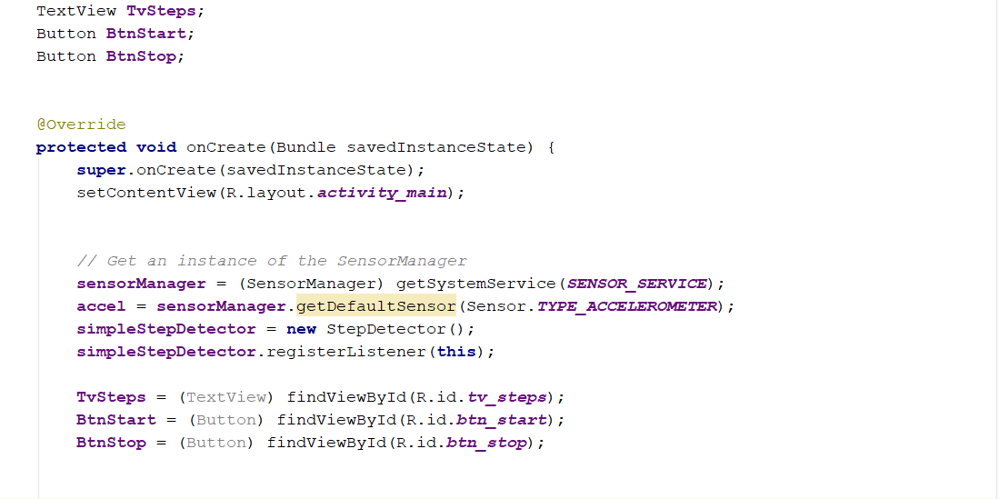 TextView TvSteps;
Button BtnStart;
Button BtnStop;
@Override
protected void onCreate(Bundle savedInstanceState) {
super.onCreate(savedInstanceState);
setContentView(R.layout.activity_main);
// Get an instance of the SensorManager
sensorManager = (SensorManager) getSystemService(SENSOR_SERVICE);
accel = sensorManager.getDefaultSensor(Sensor.TYPE_ACCELEROMETER);
simpleStepDetector = new StepDetector();
simpleStepDetector.registerListener(this);
TvSteps = (TextView) findViewById(R.id.tv_steps);
BtnStart = (Button) findViewById(R.id.btn_start);
BtnStop = (Button) findViewById(R.id.btn_stop);